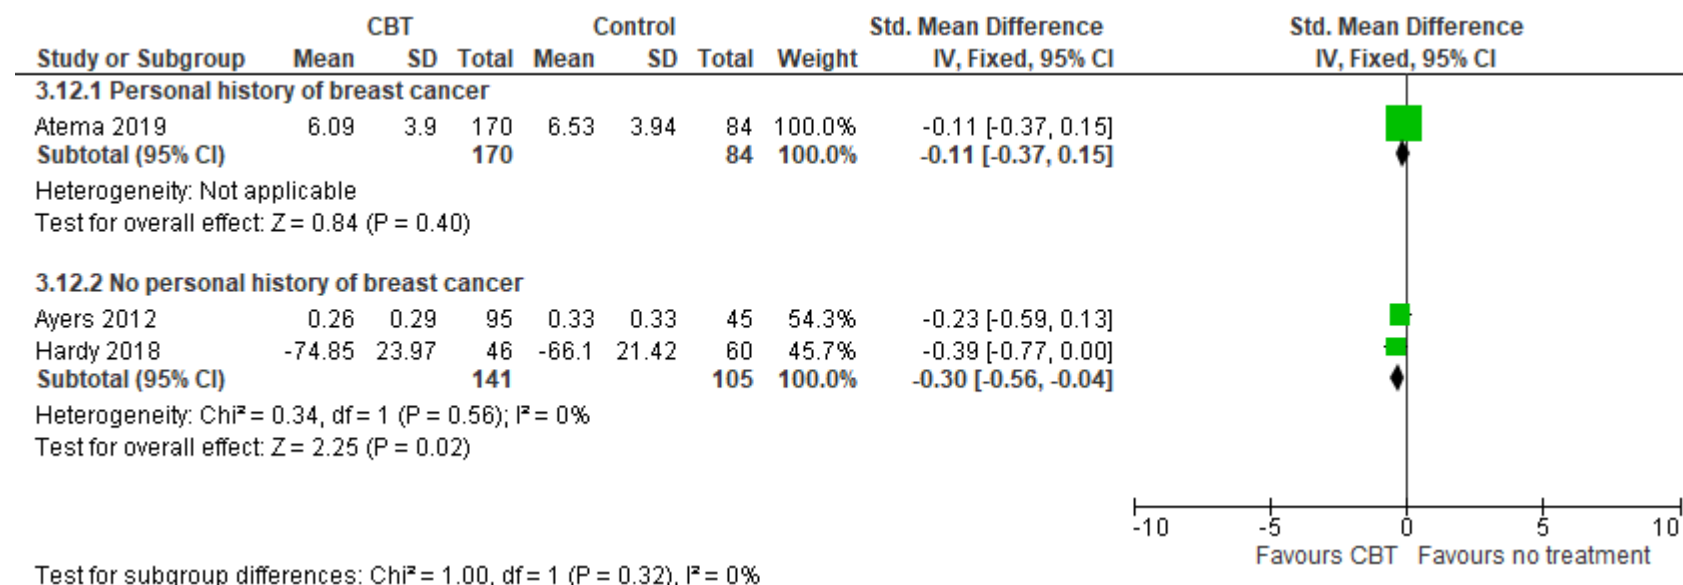 CBT Control Std. Mean Difference Std. Mean Difference
Study or Subgroup Mean SD Total Mean SD Total Weight IV, Fixed, 95% CI IV, Fixed, 95% CI
3.12.1 Personal history of breast cancer
Atema 2019 6.09 3.9 170 6.53 3.94 84 100.0% -0.11 [-0.37, 0.15]
Subtotal (95% CI) 170 84 100.0% -0.11 [-0.37, 0.15]
Heterogeneity: Not applicable
Test for overall effect: Z = 0.84 (P = 0.40)
3.12.2 No personal history of breast cancer
Ayers 2012 0.26 0.29 95 0.33 0.33 45 54.3% -0.23 [-0.59, 0.13]
Hardy 2018 -74.85 23.97 46 -66.1 21.42 60 45.7% -0.39 [-0.77, 0.00]
Subtotal (95% CI) 141 105 100.0% -0.30 [-0.56, -0.04]
Heterogeneity: Chi² = 0.34, df = 1 (P = 0.56); I² = 0%
Test for overall effect: Z = 2.25 (P = 0.02)
-10 -5 0 5 10
Favours CBT Favours no treatment
Test for subgroup differences: Chi² = 1.00, df = 1 (P = 0.32), I² = 0%